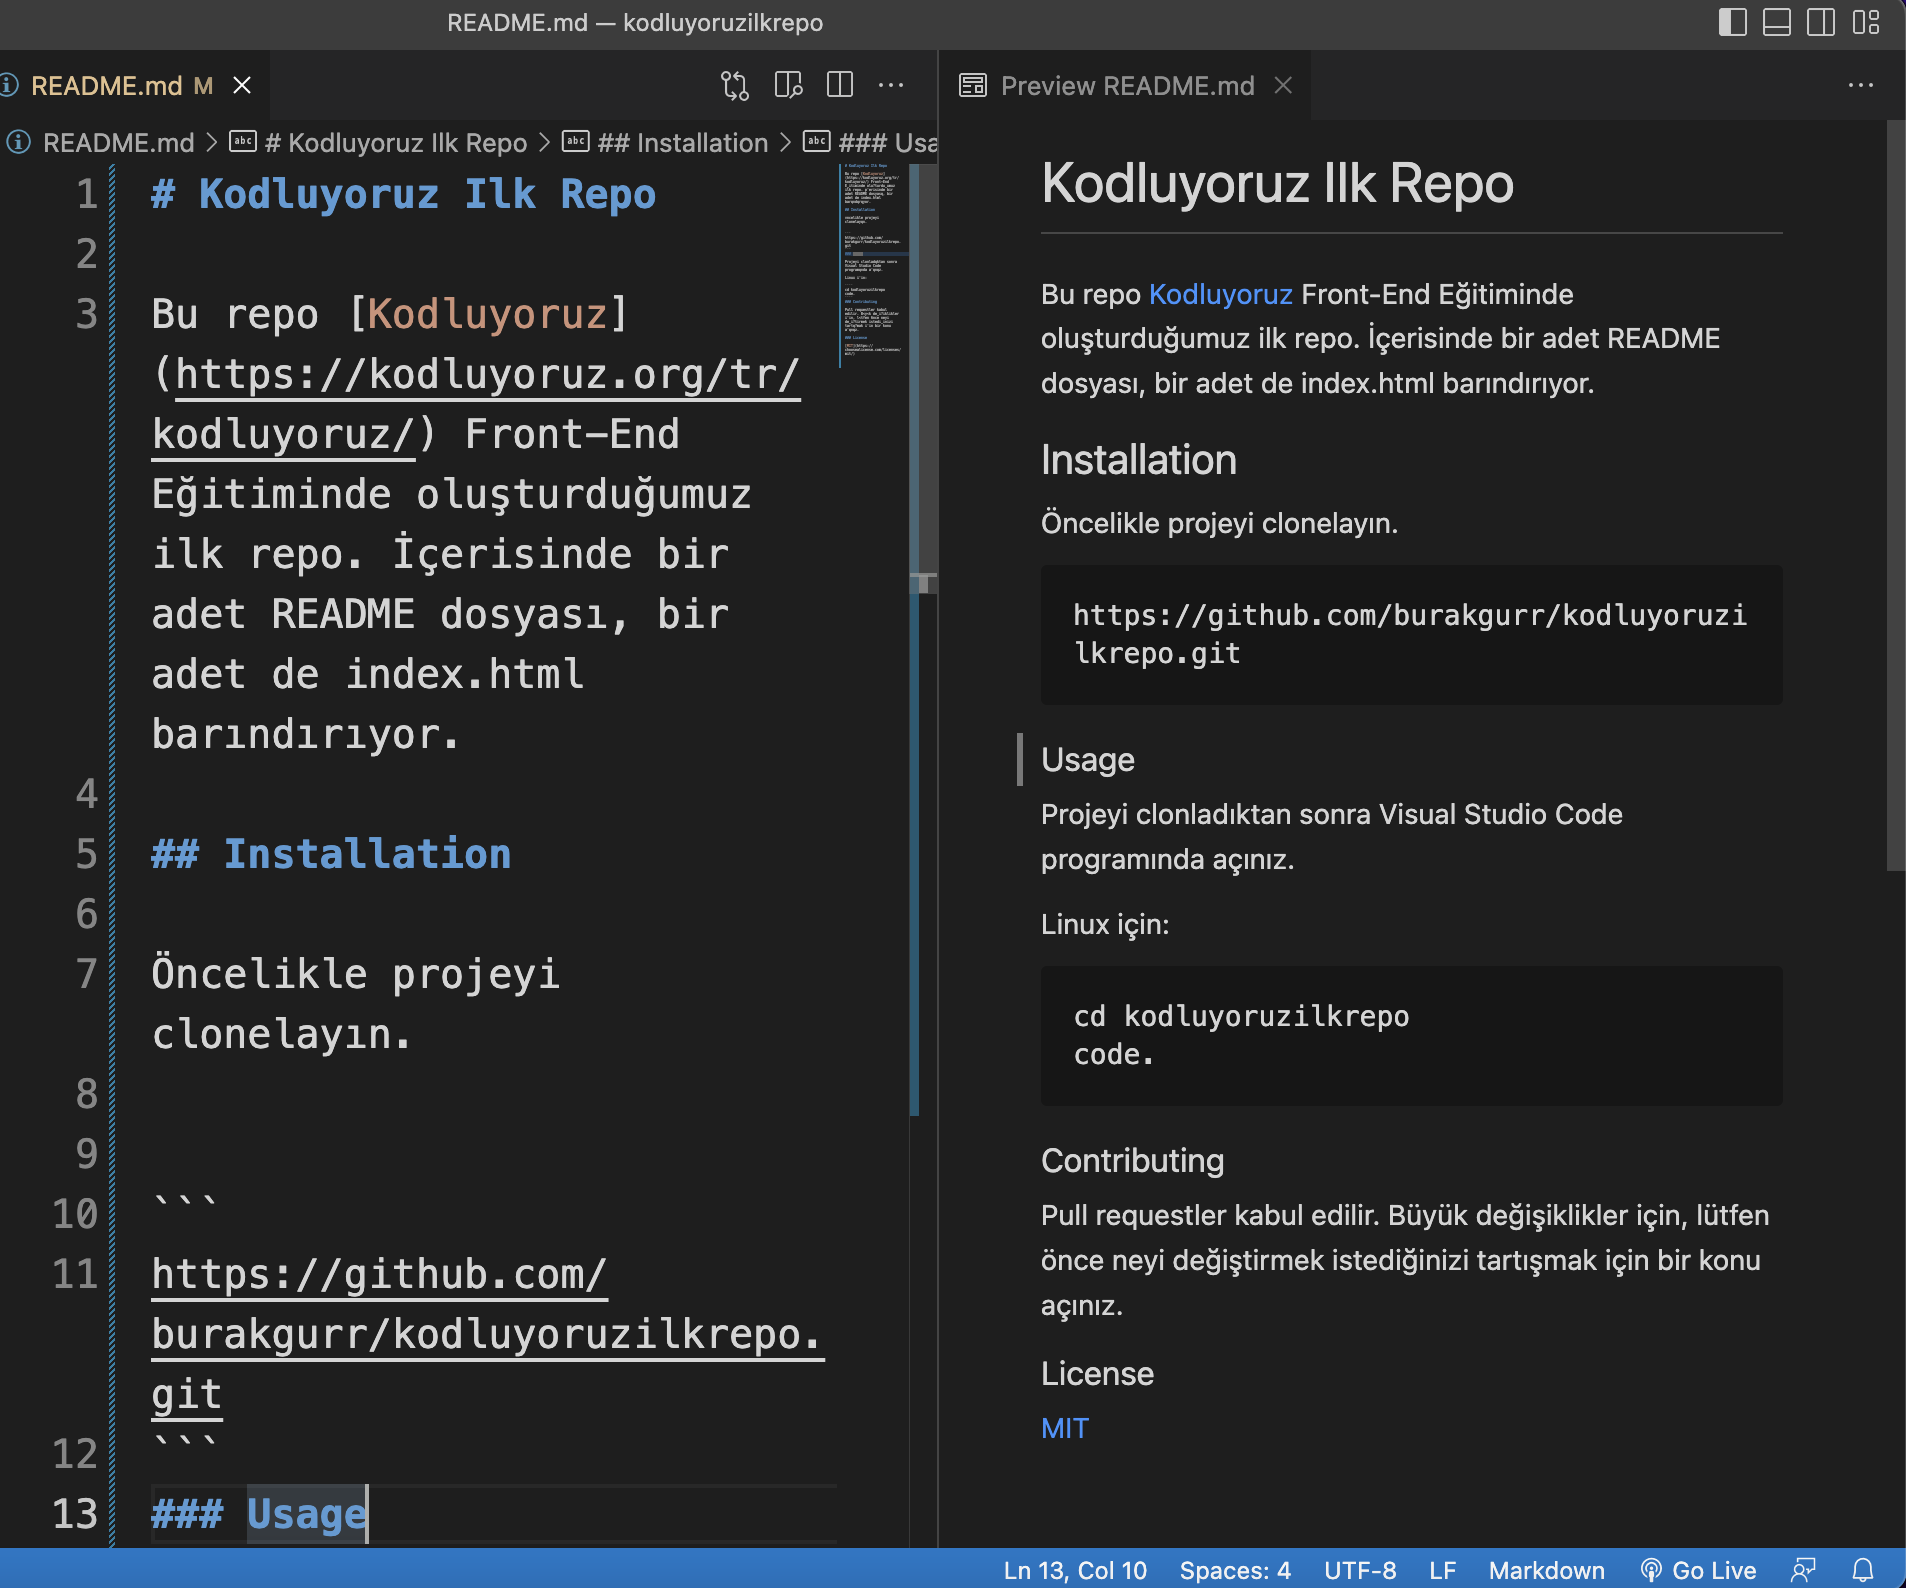 README.md — kodluyoruzilkrepo
README.md M
Preview README.md
README.md > # Kodluyoruz Ilk Repo > ## Installation > ### Usa
1 # Kodluyoruz Ilk Repo
2
3 Bu repo [Kodluyoruz]
(https://kodluyoruz.org/tr/
kodluyoruz/) Front-End
Eğitiminde oluşturduğumuz
ilk repo. İçerisinde bir
adet README dosyası, bir
adet de index.html
barındırıyor.
4
5 ## Installation
6
7 Öncelikle projeyi
clonelayın.
8
9
10 ```
11 https://github.com/
burakgurr/kodluyoruzilkrepo.
git
12 ```
13 ### Usage
Kodluyoruz Ilk Repo
Bu repo Kodluyoruz Front-End Eğitiminde
oluşturduğumuz ilk repo. İçerisinde bir adet README
dosyası, bir adet de index.html barındırıyor.
Installation
Öncelikle projeyi clonelayın.
https://github.com/burakgurr/kodluyoruzi
lkrepo.git
Usage
Projeyi clonladıktan sonra Visual Studio Code
programında açınız.
Linux için:
cd kodluyoruzilkrepo
code.
Contributing
Pull requestler kabul edilir. Büyük değişiklikler için, lütfen
önce neyi değiştirmek istediğinizi tartışmak için bir konu
açınız.
License
MIT
Ln 13, Col 10 Spaces: 4 UTF-8 LF Markdown Go Live